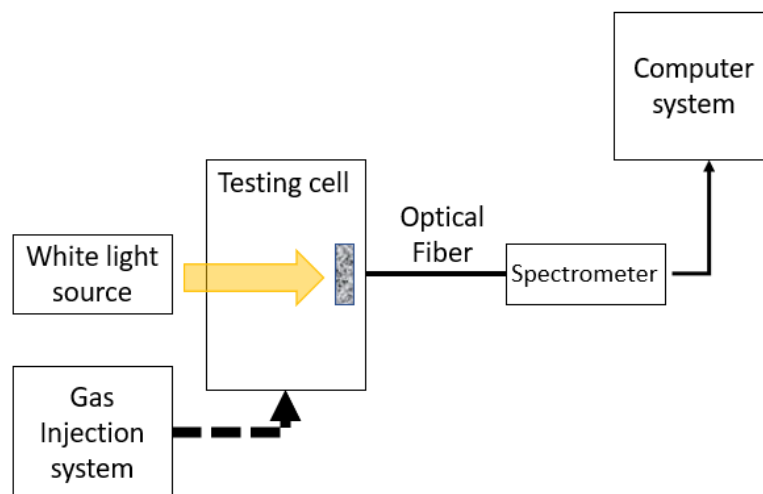 Computer
system
Testing cell
Optical
Fiber
White light
source
Spectrometer
Gas
Injection
system